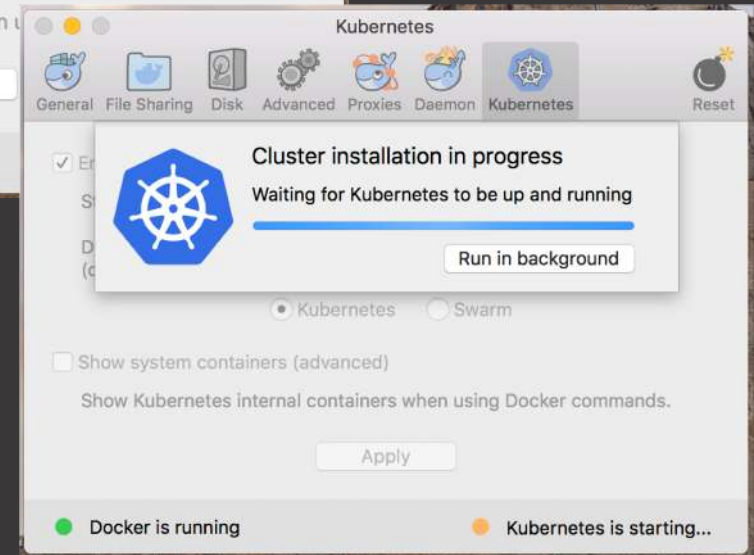 Kubernetes
General File Sharing Disk Advanced Proxies Daemon Kubernetes Reset
Cluster installation in progress
Waiting for Kubernetes to be up and running
Run in background
Kubernetes Swarm
Show system containers (advanced)
Show Kubernetes internal containers when using Docker commands.
Apply
Docker is running Kubernetes is starting...